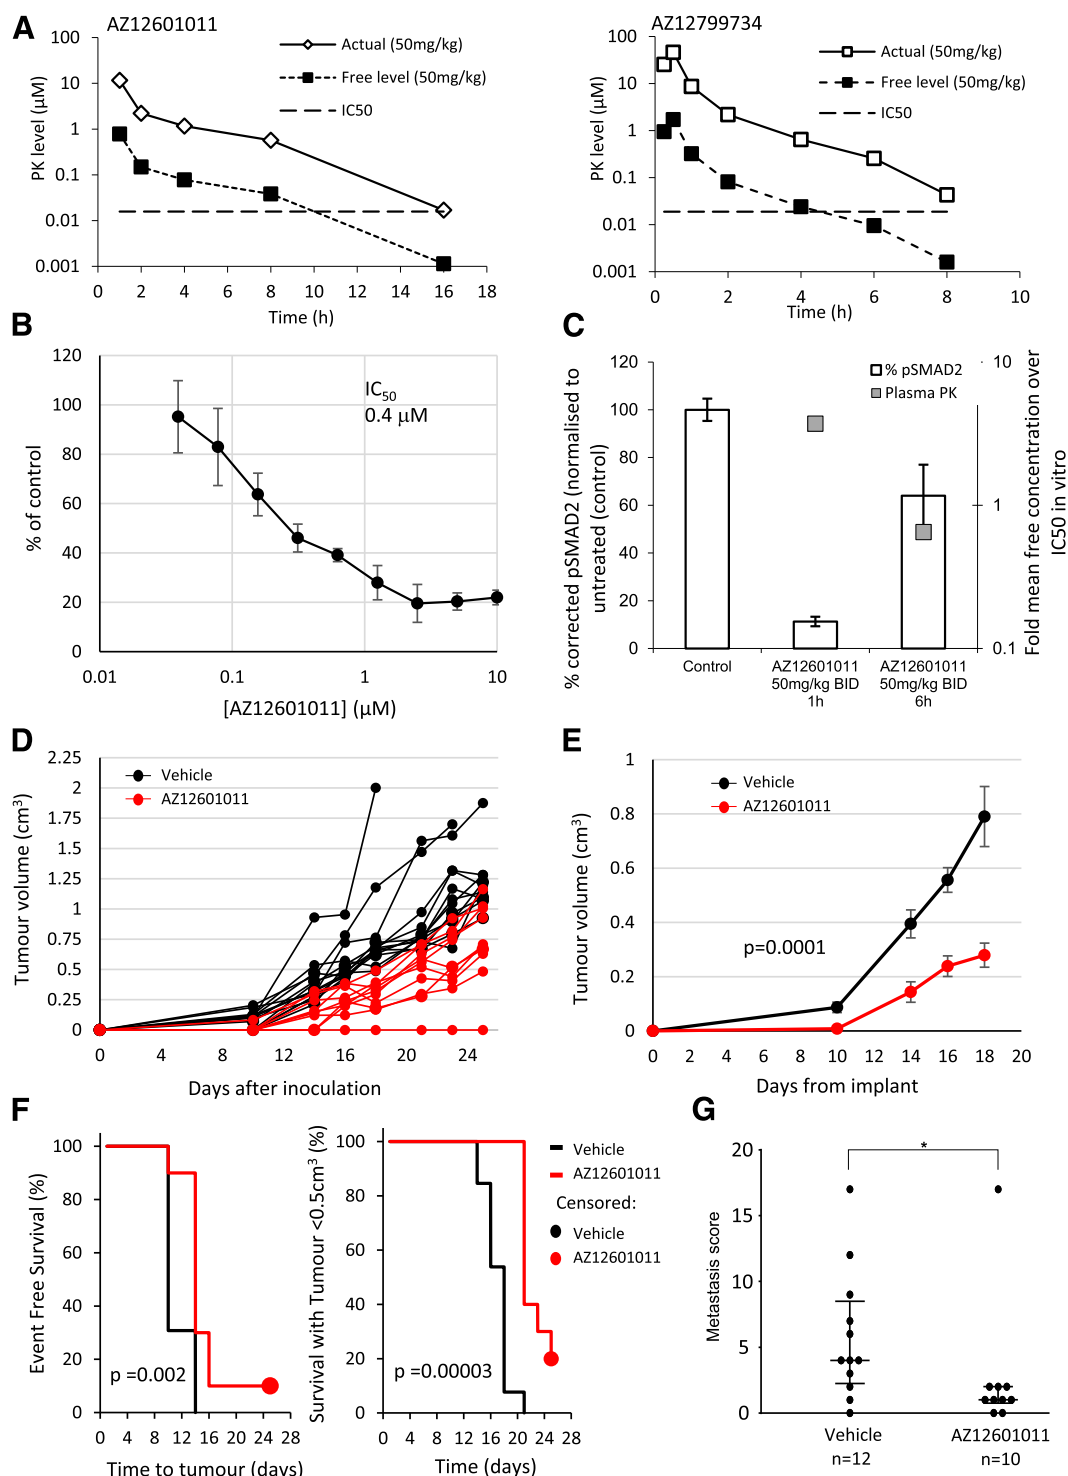 A
AZ12601011
Actual (50mg/kg)
Free level (50mg/kg)
IC50
PK level (µM)
100
10
1
0.1
0.01
0.001
0 2 4 6 8 10 12 14 16 18
Time (h)
AZ12799734
Actual (50mg/kg)
Free level (50mg/kg)
IC50
PK level (µM)
100
10
1
0.1
0.01
0.001
0 2 4 6 8 10
Time (h)
B
IC50
0.4 µM
% of control
120
100
80
60
40
20
0
0.01 0.1 1 10
[AZ12601011] (µM)
C
% pSMAD2
Plasma PK
% corrected pSMAD2 (normalised to
untreated (control)
120
100
80
60
40
20
0
10
1
0.1
Fold mean free concentration over
IC50 in vitro
Control
AZ12601011
50mg/kg BID
1h
AZ12601011
50mg/kg BID
6h
D
Vehicle
AZ12601011
Tumour volume (cm³)
2.25
2
1.75
1.5
1.25
1
0.75
0.5
0.25
0
0 4 8 12 16 20 24
Days after inoculation
E
Vehicle
AZ12601011
p=0.0001
Tumour volume (cm³)
1
0.8
0.6
0.4
0.2
0
0 2 4 6 8 10 12 14 16 18 20
Days from implant
F
Event Free Survival (%)
100
80
60
40
20
0
p =0.002
0 4 8 12 16 20 24 28
Time to tumour (days)
Survival with Tumour <0.5cm³ (%)
100
80
60
40
20
0
p =0.00003
0 4 8 12 16 20 24 28
Time (days)
Vehicle
AZ12601011
Censored:
Vehicle
AZ12601011
G
*
Metastasis score
20
15
10
5
0
Vehicle
n=12
AZ12601011
n=10